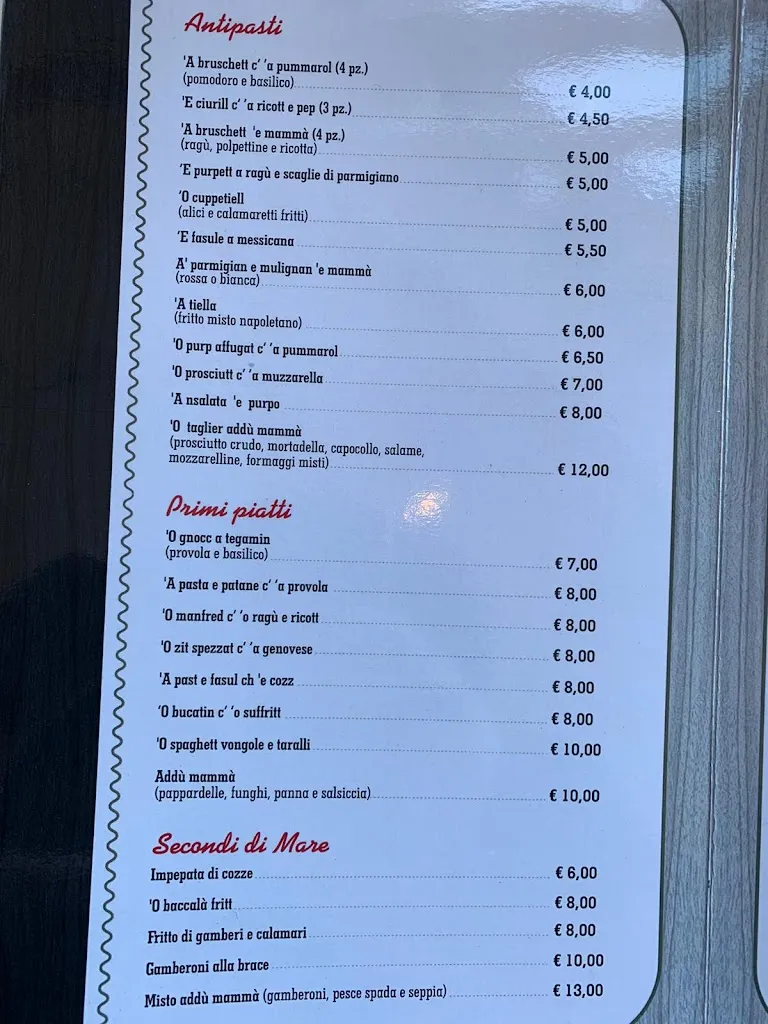 Antipasti
'A bruschett c' 'a pummarol (4 pz.)
(pomodoro e basilico) € 4,00
'E ciurill c' 'a ricott e pep (3 pz.) € 4,50
'A bruschett 'e mammà (4 pz.)
(ragù, polpettine e ricotta) € 5,00
'E purpett a ragù e scaglie di parmigiano € 5,00
'O cuppetiell
(alici e calamaretti fritti) € 5,00
'E fasule a messicana € 5,50
A' parmigian e mulignan 'e mammà
(rossa o bianca) € 6,00
'A tiella
(fritto misto napoletano) € 6,00
'O purp affugat c' 'a pummarol € 6,50
'O prosciutt c' 'a muzzarella € 7,00
'A nsalata 'e purpo € 8,00
'O taglier addù mammà
(prosciutto crudo, mortadella, capocollo, salame,
mozzarelline, formaggi misti) € 12,00
Primi piatti
'O gnocc a tegamin
(provola e basilico) € 7,00
'A pasta e patane c' 'a provola € 8,00
'O manfred c' 'o ragù e ricott € 8,00
'O zit spezzat c' 'a genovese € 8,00
'A past e fasul ch 'e cozz € 8,00
'O bucatin c' 'o suffritt € 8,00
'O spaghett vongole e taralli € 10,00
Addù mammà
(pappardelle, funghi, panna e salsiccia) € 10,00
Secondi di Mare
Impepata di cozze € 6,00
'O baccalà fritt € 8,00
Fritto di gamberi e calamari € 8,00
Gamberoni alla brace € 10,00
Misto addù mammà (gamberoni, pesce spada e seppia) € 13,00